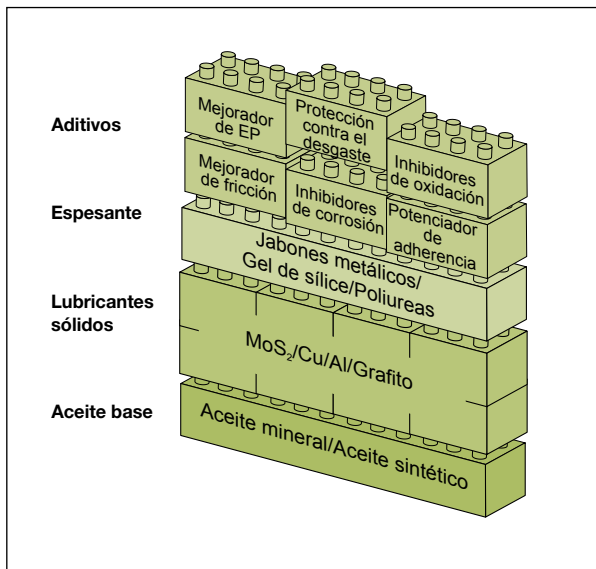 Aditivos
Mejorador
de EP
Protección
contra el
desgaste
Inhibidores
de oxidación
Mejorador
de fricción
Inhibidores
de corrosión
Potenciador
de
adherencia
Espesante
Jabones metálicos/
Gel de sílice/Poliureas
Lubricantes
sólidos
MoS₂/Cu/Al/Grafito
Aceite base
Aceite mineral/Aceite sintético